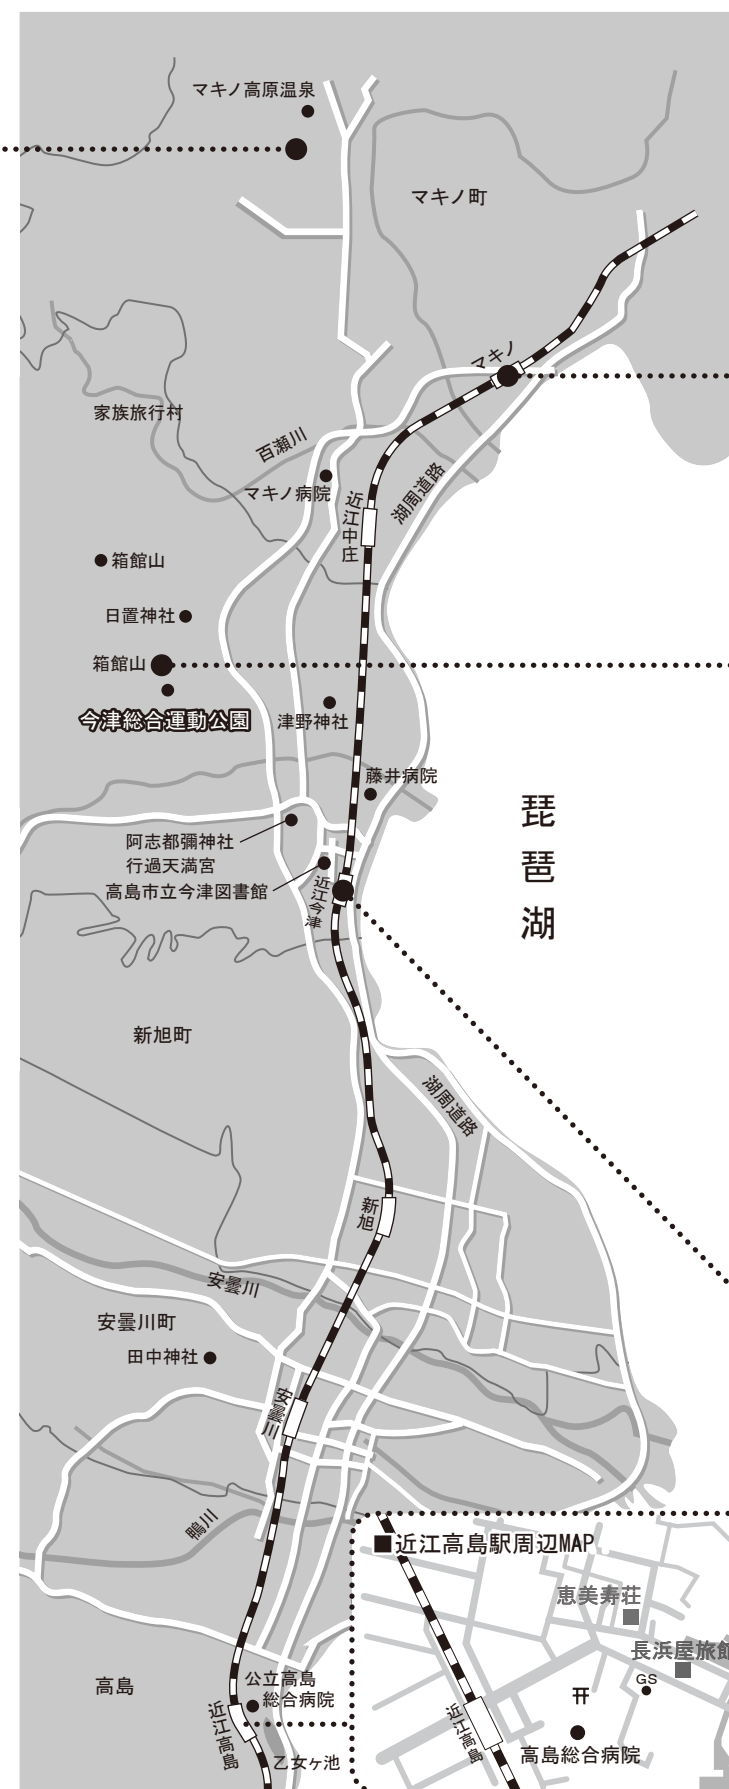 マキノ高原温泉
マキノ町
マキノ
家族旅行村
百瀬川
マキノ病院
湖周道路
近江中庄
箱館山
日置神社
箱館山
今津総合運動公園
津野神社
藤井病院
琵琶湖
阿志都彌神社
行過天満宮
高島市立今津図書館
近江今津
新旭町
湖周道路
新旭
安曇川
安曇川町
田中神社
安曇川
鴨川
■近江高島駅周辺MAP
恵美寿荘
長浜屋旅館
GS
高島
公立高島
総合病院
近江高島
近江高島
高島総合病院
乙女ヶ池